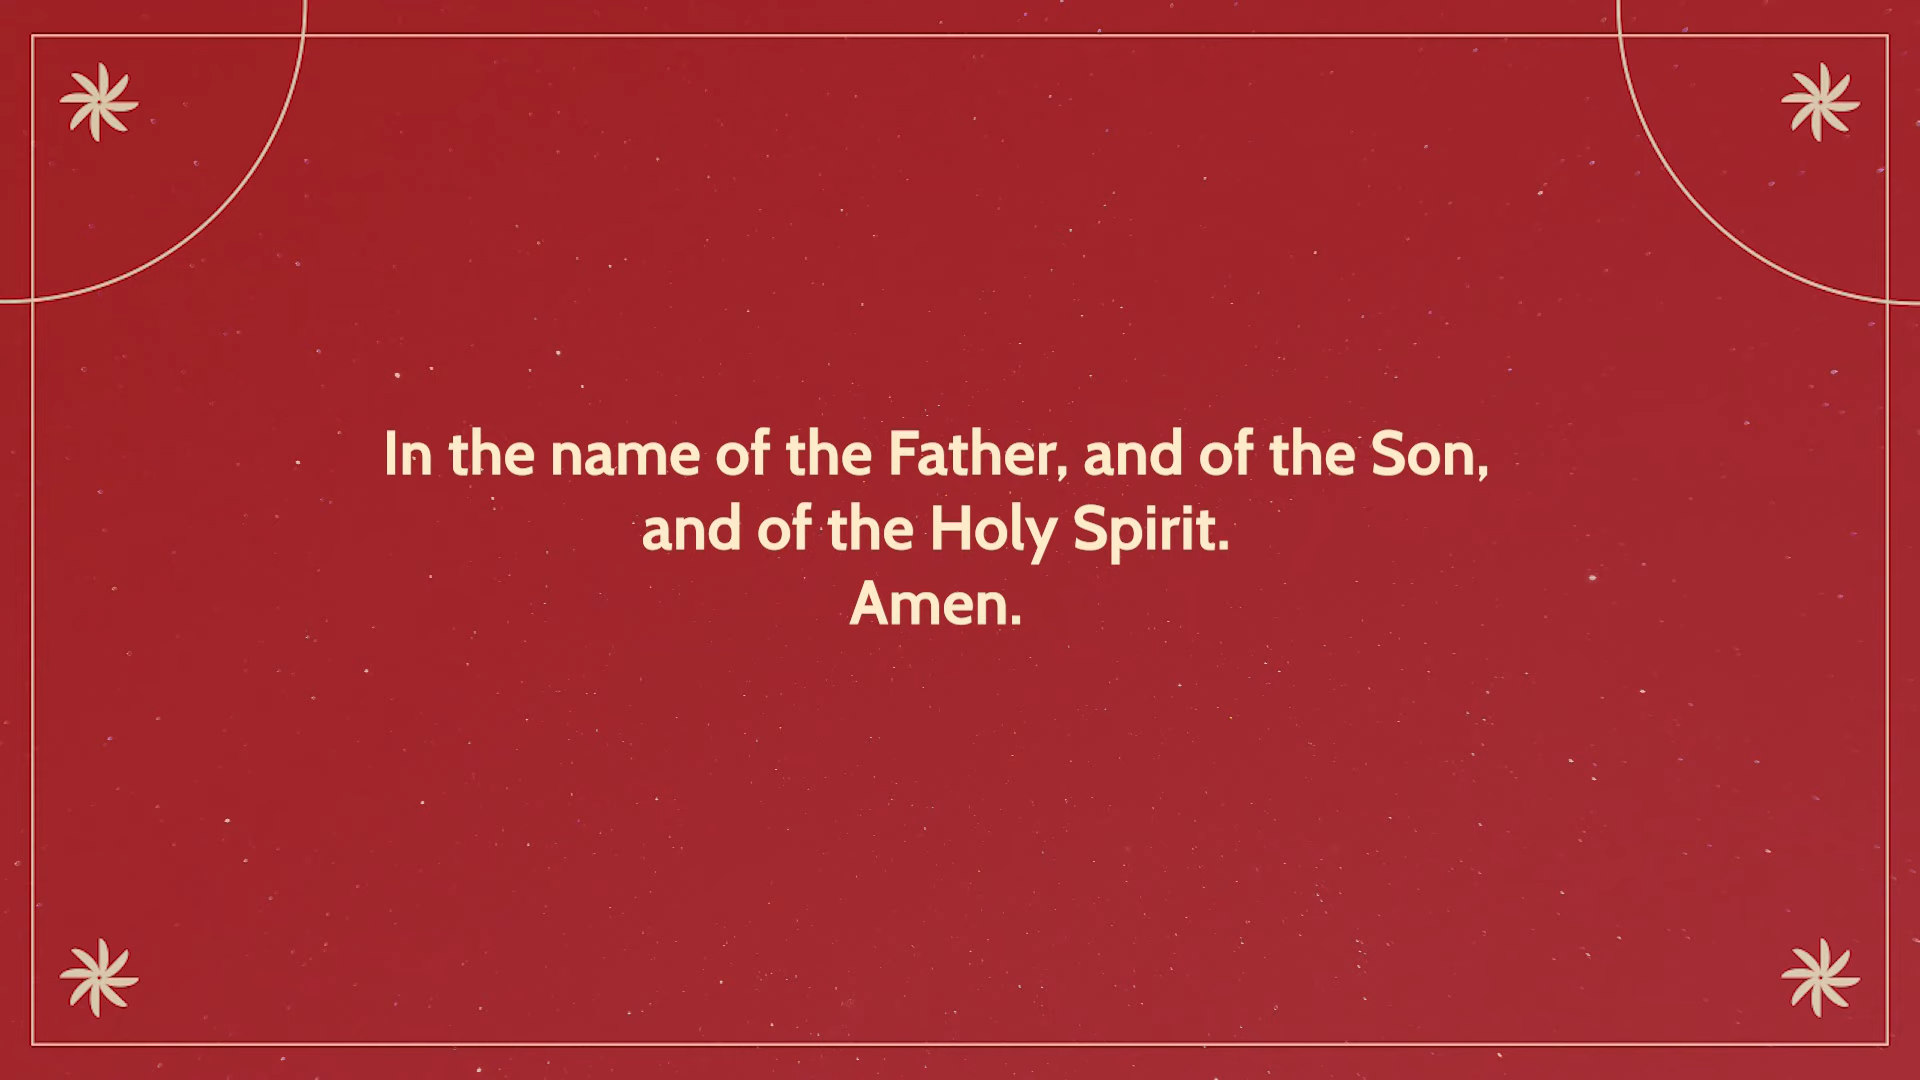 In the name of the Father, and of the Son,
and of the Holy Spirit.
Amen.